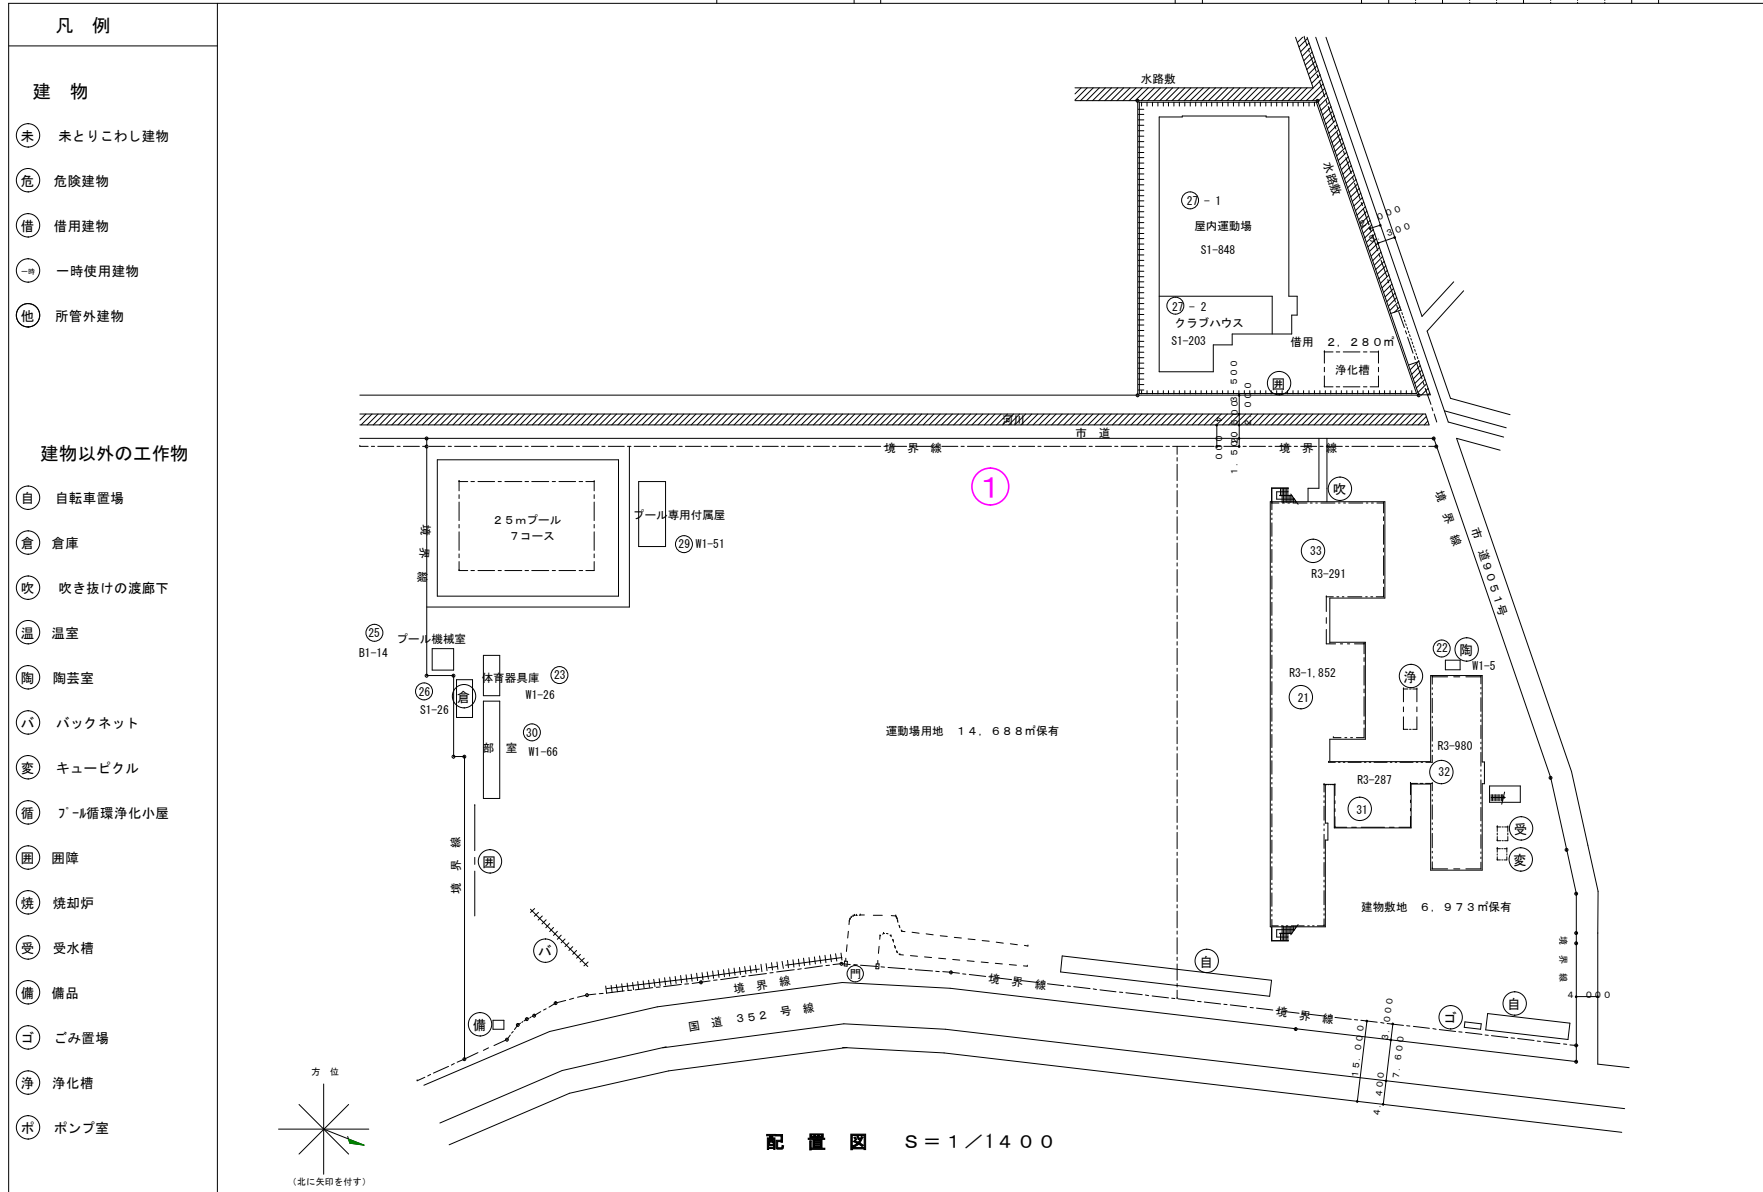 凡 例
建 物
未 未とりこわし建物
危 危険建物
借 借用建物
一時 一時使用建物
他 所管外建物
建物以外の工作物
自 自転車置場
倉 倉庫
吹 吹き抜けの渡廊下
温 温室
陶 陶芸室
バ バックネット
変 キュービクル
循 プール循環浄化小屋
囲 囲障
焼 焼却炉
受 受水槽
備 備品
ゴ ごみ置場
浄 浄化槽
ポ ポンプ室
水路敷
水路敷
27 - 1
屋内運動場
S1-848
27 - 2
クラブハウス
S1-203
借用 2,280㎡
浄化槽
囲
河川
市 道
境 界 線
境 界 線
①
吹
25mプール
7コース
プール専用付属屋
29 W1-51
境 界 線
境 界 線
市 道9051号
33
R3-291
25 プール機械室
B1-14
体育器具庫 23
W1-26
26
S1-26
倉
30
部 室 W1-66
22 陶
W1-5
浄
R3-1,852
21
運動場用地 14,688㎡保有
R3-980
32
R3-287
31
受
変
境 界 線
囲
建物敷地 6,973㎡保有
バ
門
自
境 界 線
境 界 線
境 界 線
境 界 線
国 道 352 号 線
備
ゴ
自
4.000
15.000
3.000
7.600
4.400
方 位
(北に矢印を付す)
配 置 図 S=1/1400